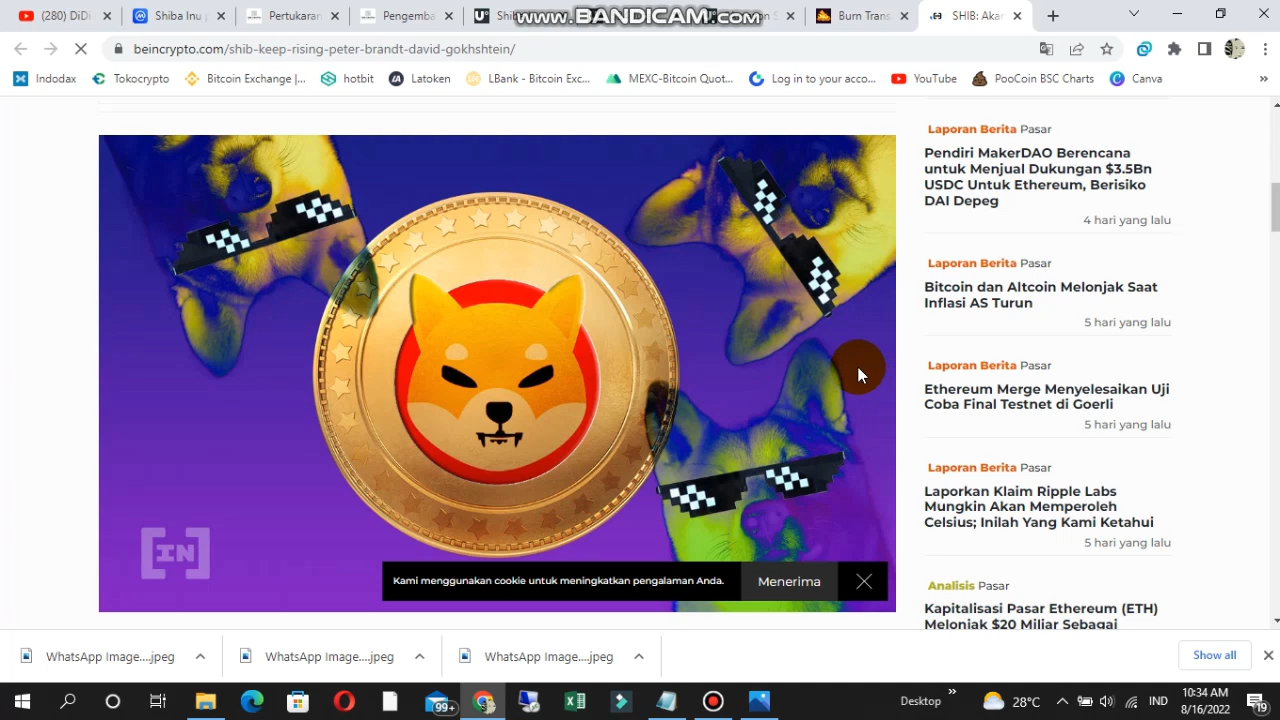 (280) DiDi
Shiba Inu p
Pertukaran
Pengemba
Shi
www.BANDICAM.com
n S
Burn Trans
SHIB: Akar
beincrypto.com/shib-keep-rising-peter-brandt-david-gokhshtein/
Indodax
Tokocrypto
Bitcoin Exchange |...
hotbit
Latoken
LBank - Bitcoin Exc...
MEXC-Bitcoin Quot...
Log in to your acco...
YouTube
PooCoin BSC Charts
Canva
»
Laporan Berita Pasar
Pendiri MakerDAO Berencana
untuk Menjual Dukungan $3.5Bn
USDC Untuk Ethereum, Berisiko
DAI Depeg
4 hari yang lalu
Laporan Berita Pasar
Bitcoin dan Altcoin Melonjak Saat
Inflasi AS Turun
5 hari yang lalu
Laporan Berita Pasar
Ethereum Merge Menyelesaikan Uji
Coba Final Testnet di Goerli
5 hari yang lalu
Laporan Berita Pasar
Laporkan Klaim Ripple Labs
Mungkin Akan Memperoleh
Celsius; Inilah Yang Kami Ketahui
5 hari yang lalu
Analisis Pasar
Kapitalisasi Pasar Ethereum (ETH)
Melonjak $20 Miliar Sebagai
IN
Kami menggunakan cookie untuk meningkatkan pengalaman Anda.
Menerima
WhatsApp Image....jpeg
WhatsApp Image....jpeg
WhatsApp Image....jpeg
Show all
99+
Desktop
»
28°C
IND
10:34 AM
8/16/2022
19